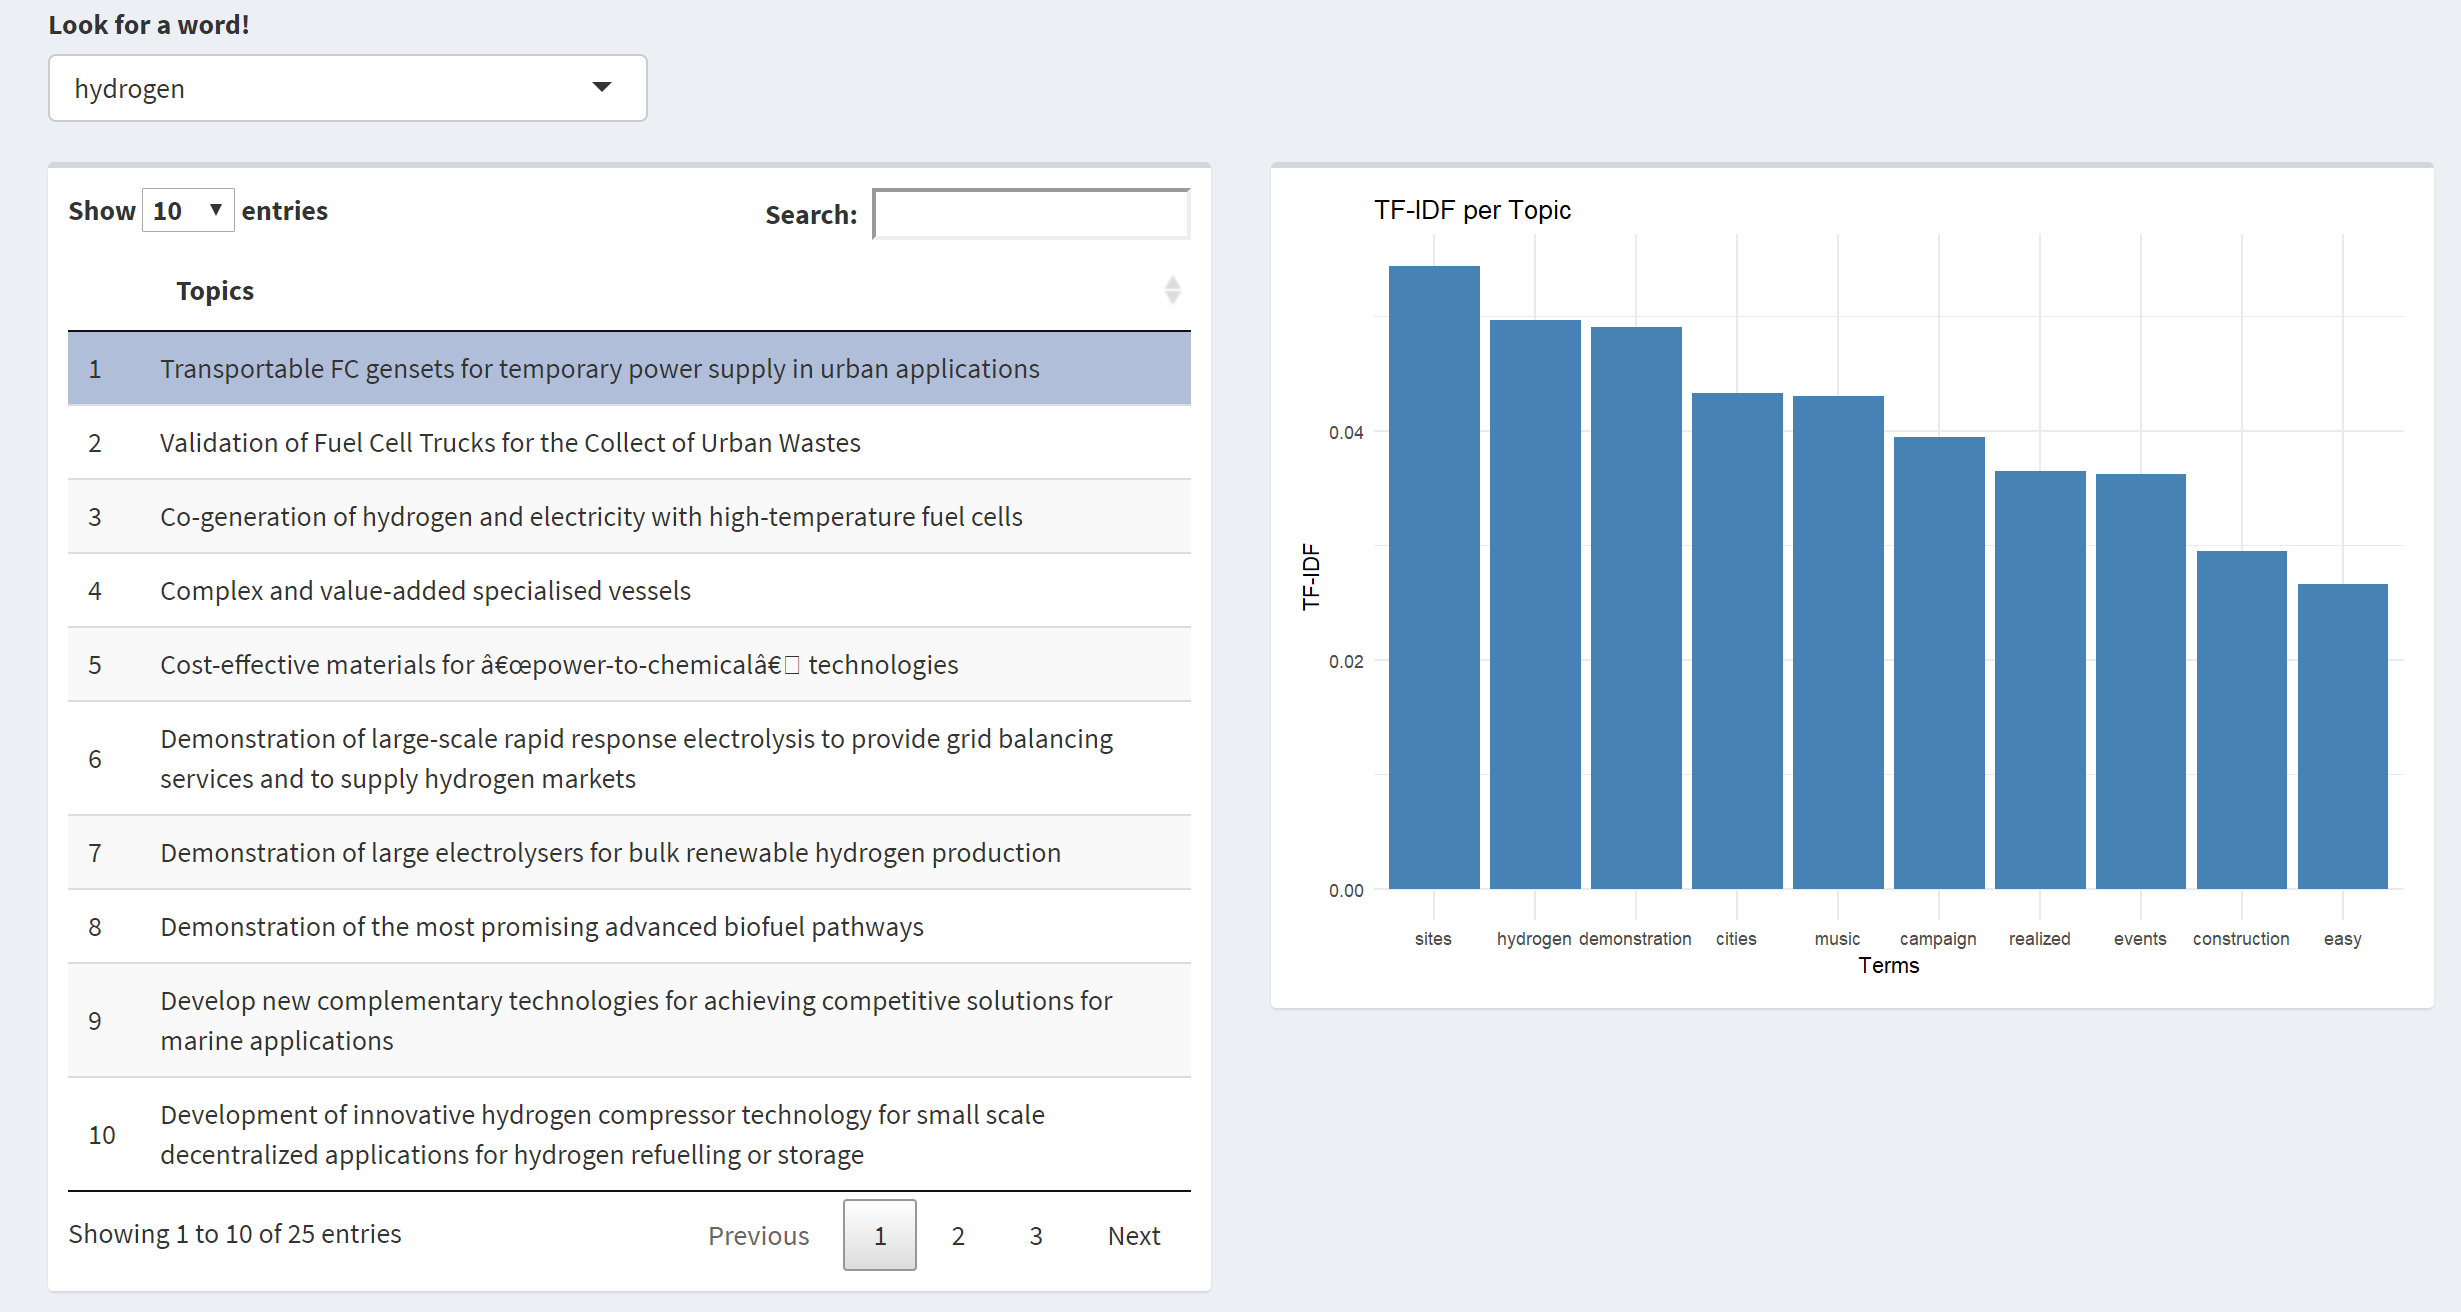 Look for a word!
hydrogen
Show 10 entries
Search:
Topics
1 Transportable FC gensets for temporary power supply in urban applications
2 Validation of Fuel Cell Trucks for the Collect of Urban Wastes
3 Co-generation of hydrogen and electricity with high-temperature fuel cells
4 Complex and value-added specialised vessels
5 Cost-effective materials for â€œpower-to-chemicalâ€□ technologies
6 Demonstration of large-scale rapid response electrolysis to provide grid balancing
services and to supply hydrogen markets
7 Demonstration of large electrolysers for bulk renewable hydrogen production
8 Demonstration of the most promising advanced biofuel pathways
9 Develop new complementary technologies for achieving competitive solutions for
marine applications
10 Development of innovative hydrogen compressor technology for small scale
decentralized applications for hydrogen refuelling or storage
Showing 1 to 10 of 25 entries
Previous 1 2 3 Next
TF-IDF per Topic
TF-IDF
0.04
0.02
0.00
sites hydrogen demonstration cities music campaign realized events construction easy
Terms